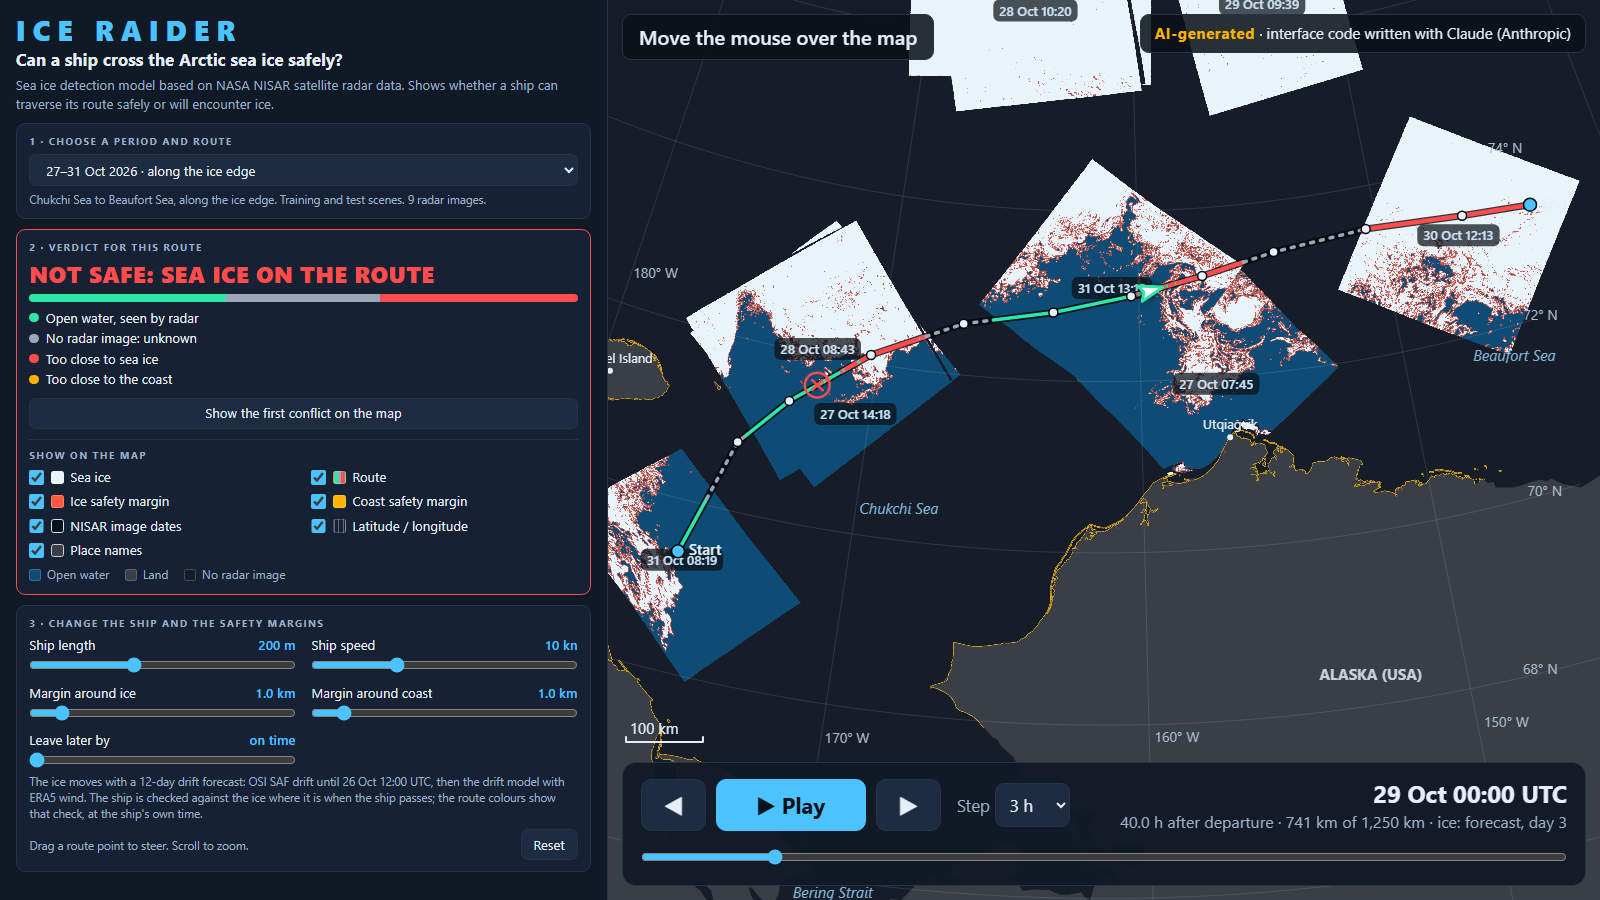 ICE RAIDER
Can a ship cross the Arctic sea ice safely?
Sea ice detection model based on NASA NISAR satellite radar data. Shows whether a ship can
traverse its route safely or will encounter ice.
1 · CHOOSE A PERIOD AND ROUTE
27–31 Oct 2026 · along the ice edge
Chukchi Sea to Beaufort Sea, along the ice edge. Training and test scenes. 9 radar images.
2 · VERDICT FOR THIS ROUTE
NOT SAFE: SEA ICE ON THE ROUTE
Open water, seen by radar
No radar image: unknown
Too close to sea ice
Too close to the coast
Show the first conflict on the map
SHOW ON THE MAP
Sea ice
Route
Ice safety margin
Coast safety margin
NISAR image dates
Latitude / longitude
Place names
Open water
Land
No radar image
3 · CHANGE THE SHIP AND THE SAFETY MARGINS
Ship length 200 m
Ship speed 10 kn
Margin around ice 1.0 km
Margin around coast 1.0 km
Leave later by on time
The ice moves with a 12-day drift forecast: OSI SAF drift until 26 Oct 12:00 UTC, then the drift model with
ERA5 wind. The ship is checked against the ice where it is when the ship passes; the route colours show
that check, at the ship's own time.
Drag a route point to steer. Scroll to zoom.
Reset
Move the mouse over the map
28 Oct 10:20
29 Oct 09:39
AI-generated · interface code written with Claude (Anthropic)
74° N
180° W
30 Oct 12:13
31 Oct 13:1
72° N
28 Oct 08:43
el Island
Beaufort Sea
27 Oct 07:45
27 Oct 14:18
Utqiaġvik
70° N
Chukchi Sea
Start
31 Oct 08:19
ALASKA (USA)
68° N
150° W
100 km
170° W
160° W
◀
▶ Play
▶
Step
3 h
29 Oct 00:00 UTC
40.0 h after departure · 741 km of 1,250 km · ice: forecast, day 3
Bering Strait